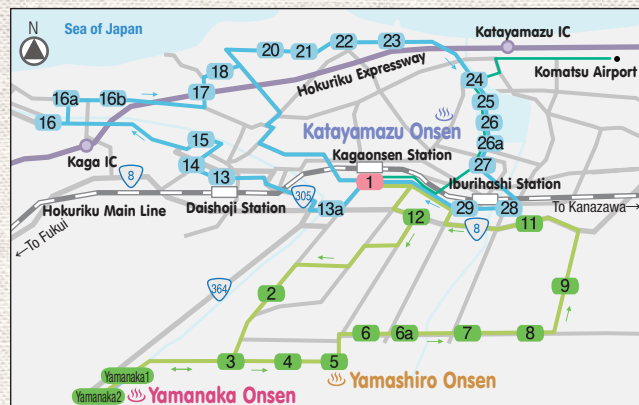 N
Sea of Japan
Katayamazu IC
20 21 22 23
18
Hokuriku Expressway
Komatsu Airport
24
16a 16b
17
25
16
26
Katayamazu Onsen
15
26a
Kaga IC
Kagaonsen Station
14
27
8
13
1
Iburihashi Station
305
Hokuriku Main Line
Daishoji Station
13a
29 28
To Kanazawa→
12
8
11
←To Fukui
364
2
9
6 6a 7 8
3 4 5
Yamanaka1
Yamanaka2
Yamanaka Onsen
Yamashiro Onsen